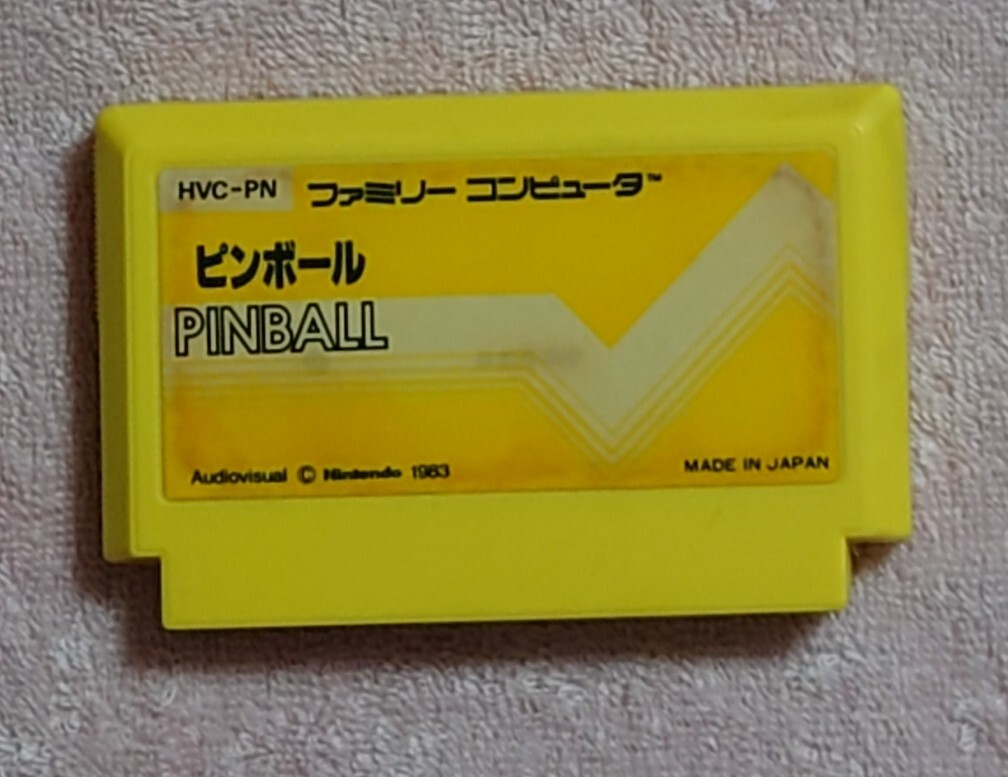 HVC-PN ファミリー コンピュータ™
ピンボール
PINBALL
Audiovisual © Nintendo 1983
MADE IN JAPAN